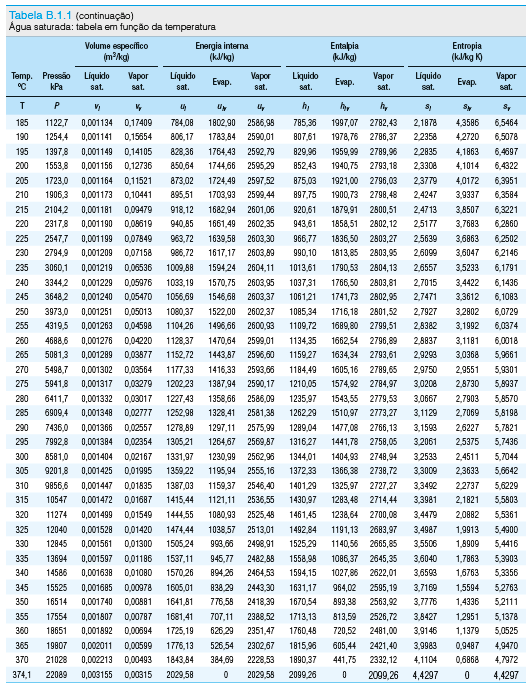 Tabela B.1.1 (continuação)
Água saturada: tabela em função da temperatura
Volume específico (m³/kg) Energia interna (kJ/kg) Entalpia (kJ/kg) Entropia (kJ/kg K)
Temp. ºC Pressão kPa Líquido sat. Vapor sat. Líquido sat. Evap. Vapor sat. Líquido sat. Evap. Vapor sat. Líquido sat. Evap. Vapor sat.
T P vl vv ul ulv uv hl hlv hv sl slv sv
185 1122,7 0,001134 0,17409 784,08 1802,90 2586,98 785,36 1997,07 2782,43 2,1878 4,3586 6,5464
190 1254,4 0,001141 0,15654 806,17 1783,84 2590,01 807,61 1978,76 2786,37 2,2358 4,2720 6,5078
195 1397,8 0,001149 0,14105 828,36 1764,43 2592,79 829,96 1959,99 2789,96 2,2835 4,1863 6,4697
200 1553,8 0,001156 0,12736 850,64 1744,66 2595,29 852,43 1940,75 2793,18 2,3308 4,1014 6,4322
205 1723,0 0,001164 0,11521 873,02 1724,49 2597,52 875,03 1921,00 2796,03 2,3779 4,0172 6,3951
210 1906,3 0,001173 0,10441 895,51 1703,93 2599,44 897,75 1900,73 2798,48 2,4247 3,9337 6,3584
215 2104,2 0,001181 0,09479 918,12 1682,94 2601,06 920,61 1879,91 2800,51 2,4713 3,8507 6,3221
220 2317,8 0,001190 0,08619 940,85 1661,49 2602,35 943,61 1858,51 2802,12 2,5177 3,7683 6,2860
225 2547,7 0,001199 0,07849 963,72 1639,58 2603,30 966,77 1836,50 2803,27 2,5639 3,6863 6,2502
230 2794,9 0,001209 0,07158 986,72 1617,17 2603,89 990,10 1813,85 2803,95 2,6099 3,6047 6,2146
235 3060,1 0,001219 0,06536 1009,88 1594,24 2604,11 1013,61 1790,53 2804,13 2,6557 3,5233 6,1791
240 3344,2 0,001229 0,05976 1033,19 1570,75 2603,95 1037,31 1766,50 2803,81 2,7015 3,4422 6,1436
245 3648,2 0,001240 0,05470 1056,69 1546,68 2603,37 1061,21 1741,73 2802,95 2,7471 3,3612 6,1083
250 3973,0 0,001251 0,05013 1080,37 1522,00 2602,37 1085,34 1716,18 2801,52 2,7927 3,2802 6,0729
255 4319,5 0,001263 0,04598 1104,26 1496,66 2600,93 1109,72 1689,80 2799,51 2,8382 3,1992 6,0374
260 4688,6 0,001276 0,04220 1128,37 1470,64 2599,01 1134,35 1662,54 2796,89 2,8837 3,1181 6,0018
265 5081,3 0,001289 0,03877 1152,72 1443,87 2596,60 1159,27 1634,34 2793,61 2,9293 3,0368 5,9661
270 5498,7 0,001302 0,03564 1177,33 1416,33 2593,66 1184,49 1605,16 2789,65 2,9750 2,9551 5,9301
275 5941,8 0,001317 0,03279 1202,23 1387,94 2590,17 1210,05 1574,92 2784,97 3,0208 2,8730 5,8937
280 6411,7 0,001332 0,03017 1227,43 1358,66 2586,09 1235,97 1543,55 2779,53 3,0667 2,7903 5,8570
285 6909,4 0,001348 0,02777 1252,98 1328,41 2581,38 1262,29 1510,97 2773,27 3,1129 2,7069 5,8198
290 7436,0 0,001366 0,02557 1278,89 1297,11 2575,99 1289,04 1477,08 2766,13 3,1593 2,6227 5,7821
295 7992,8 0,001384 0,02354 1305,21 1264,67 2569,87 1316,27 1441,78 2758,05 3,2061 2,5375 5,7436
300 8581,0 0,001404 0,02167 1331,97 1230,99 2562,96 1344,01 1404,93 2748,94 3,2533 2,4511 5,7044
305 9201,8 0,001425 0,01995 1359,22 1195,94 2555,16 1372,33 1366,38 2738,72 3,3009 2,3633 5,6642
310 9856,6 0,001447 0,01835 1387,03 1159,37 2546,40 1401,29 1325,97 2727,27 3,3492 2,2737 5,6229
315 10547 0,001472 0,01687 1415,44 1121,11 2536,55 1430,97 1283,48 2714,44 3,3981 2,1821 5,5803
320 11274 0,001499 0,01549 1444,55 1080,93 2525,48 1461,45 1238,64 2700,08 3,4479 2,0882 5,5361
325 12040 0,001528 0,01420 1474,44 1038,57 2513,01 1492,84 1191,13 2683,97 3,4987 1,9913 5,4900
330 12845 0,001561 0,01300 1505,24 993,66 2498,91 1525,29 1140,56 2665,85 3,5506 1,8909 5,4416
335 13694 0,001597 0,01186 1537,11 945,77 2482,88 1558,98 1086,37 2645,35 3,6040 1,7863 5,3903
340 14586 0,001638 0,01080 1570,26 894,26 2464,53 1594,15 1027,86 2622,01 3,6593 1,6763 5,3356
345 15525 0,001685 0,00978 1605,01 838,29 2443,30 1631,17 964,02 2595,19 3,7169 1,5594 5,2763
350 16514 0,001740 0,00881 1641,81 776,58 2418,39 1670,54 893,38 2563,92 3,7776 1,4336 5,2111
355 17554 0,001807 0,00787 1681,41 707,11 2388,52 1713,13 813,59 2526,72 3,8427 1,2951 5,1378
360 18651 0,001892 0,00694 1725,19 626,29 2351,47 1760,48 720,52 2481,00 3,9146 1,1379 5,0525
365 19807 0,002011 0,00599 1776,13 526,54 2302,67 1815,96 605,44 2421,40 3,9983 0,9487 4,9470
370 21028 0,002213 0,00493 1843,84 384,69 2228,53 1890,37 441,75 2332,12 4,1104 0,6868 4,7972
374,1 22089 0,003155 0,00315 2029,58 0 2029,58 2099,26 0 2099,26 4,4297 0 4,4297